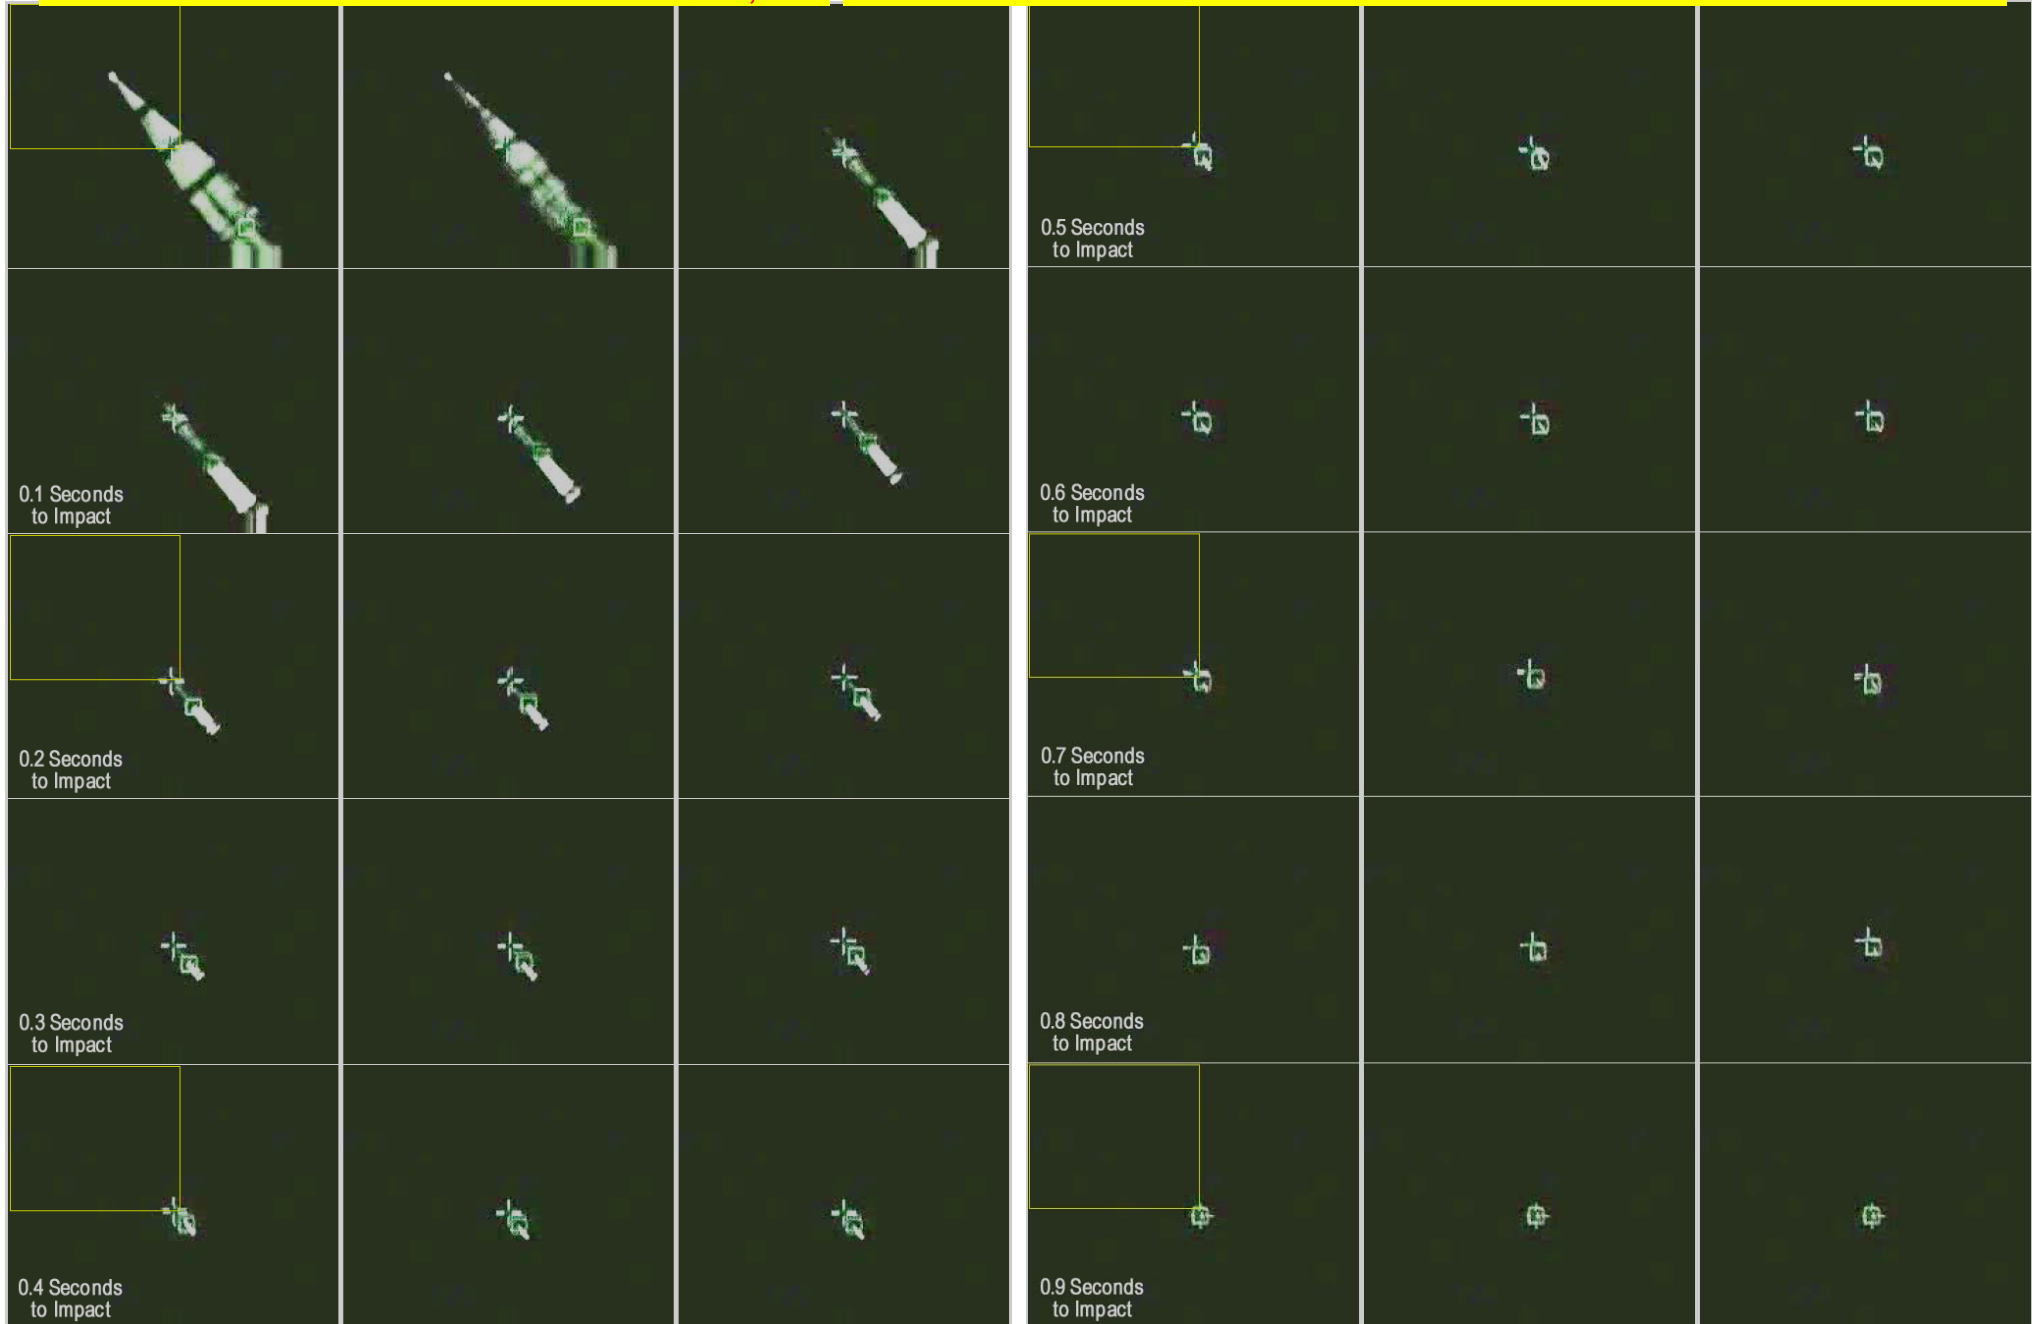 0.1 Seconds
to Impact
0.2 Seconds
to Impact
0.3 Seconds
to Impact
0.4 Seconds
to Impact
0.5 Seconds
to Impact
0.6 Seconds
to Impact
0.7 Seconds
to Impact
0.8 Seconds
to Impact
0.9 Seconds
to Impact